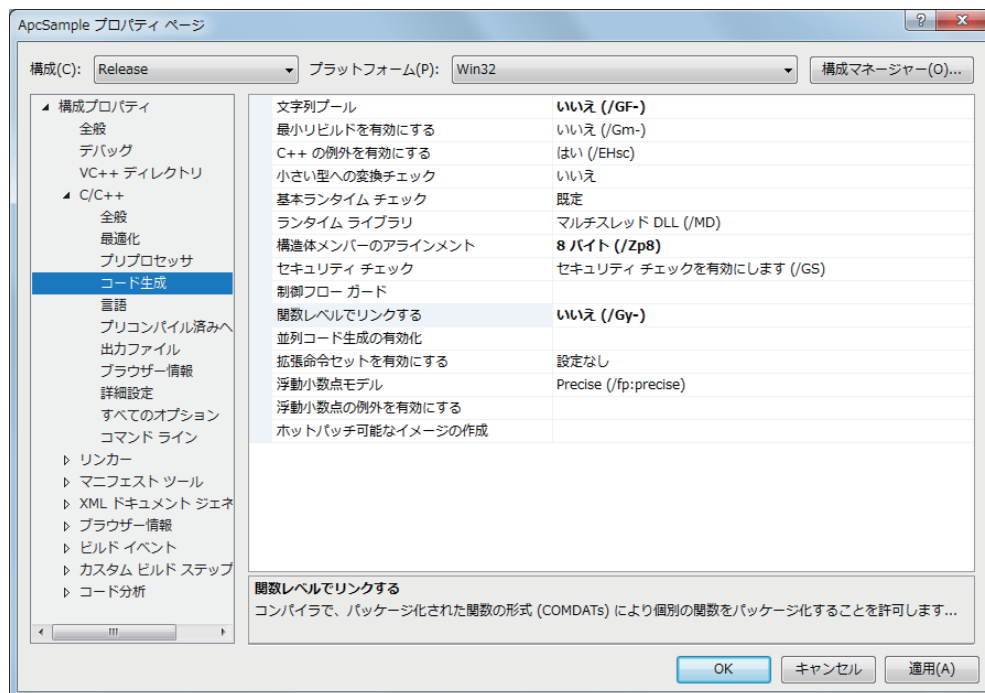 ApcSample プロパティ ページ
構成(C): Release プラットフォーム(P): Win32 構成マネージャー(O)...
構成プロパティ
全般
デバッグ
VC++ ディレクトリ
C/C++
全般
最適化
プリプロセッサ
コード生成
言語
プリコンパイル済みヘ
出力ファイル
ブラウザー情報
詳細設定
すべてのオプション
コマンド ライン
リンカー
マニフェスト ツール
XML ドキュメント ジェネ
ブラウザー情報
ビルド イベント
カスタム ビルド ステップ
コード分析
文字列プール いいえ (/GF-)
最小リビルドを有効にする いいえ (/Gm-)
C++ の例外を有効にする はい (/EHsc)
小さい型への変換チェック いいえ
基本ランタイム チェック 既定
ランタイム ライブラリ マルチスレッド DLL (/MD)
構造体メンバーのアラインメント 8 バイト (/Zp8)
セキュリティ チェック セキュリティ チェックを有効にします (/GS)
制御フロー ガード
関数レベルでリンクする いいえ (/Gy-)
並列コード生成の有効化
拡張命令セットを有効にする 設定なし
浮動小数点モデル Precise (/fp:precise)
浮動小数点の例外を有効にする
ホットパッチ可能なイメージの作成
関数レベルでリンクする
コンパイラで、パッケージ化された関数の形式 (COMDATs) により個別の関数をパッケージ化することを許可します...
OK キャンセル 適用(A)